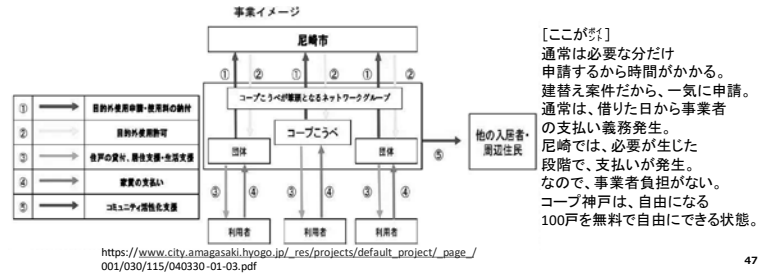 事業イメージ
尼崎市
① ② ① ② ① ②
コープこうべが業務となるネットワークグループ
団体
コープこうべ
団体
③ ④ ③ ④ ③ ④
利用者
利用者
利用者
⑤
他の入居者・
周辺住民
① 目的外使用申請・使用料の納付
② 目的外使用許可
③ 住戸の貸付、居住支援・生活支援
④ 家賃の支払い
⑤ コミュニティ活性化支援
[ここがポイント]
通常は必要な分だけ
申請するから時間がかかる。
建替え案件だから、一気に申請。
通常は、借りた日から事業者
の支払い義務発生。
尼崎では、必要が生じた
段階で、支払いが発生。
なので、事業者負担がない。
コープ神戸は、自由になる
100戸を無料で自由にできる状態。
https://www.city.amagasaki.hyogo.jp/_res/projects/default_project/_page_/
001/030/115/040330-01-03.pdf
47